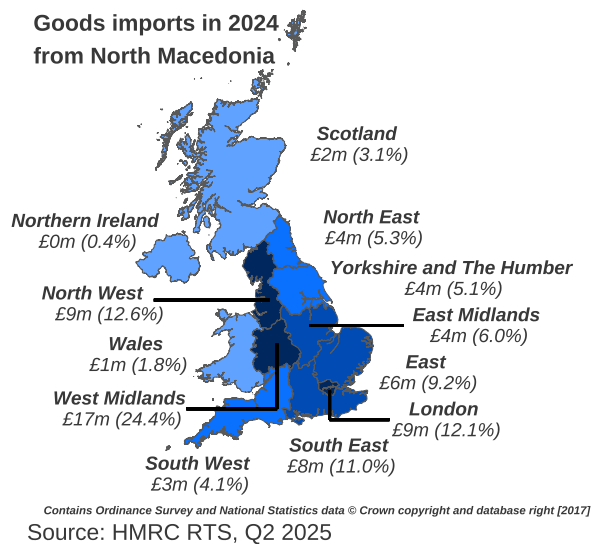 Goods imports in 2024
from North Macedonia
Scotland
£2m (3.1%)
Northern Ireland
£0m (0.4%)
North East
£4m (5.3%)
Yorkshire and The Humber
£4m (5.1%)
North West
£9m (12.6%)
East Midlands
£4m (6.0%)
Wales
£1m (1.8%)
East
£6m (9.2%)
West Midlands
£17m (24.4%)
London
£9m (12.1%)
South East
£8m (11.0%)
South West
£3m (4.1%)
Contains Ordinance Survey and National Statistics data © Crown copyright and database right [2017]
Source: HMRC RTS, Q2 2025